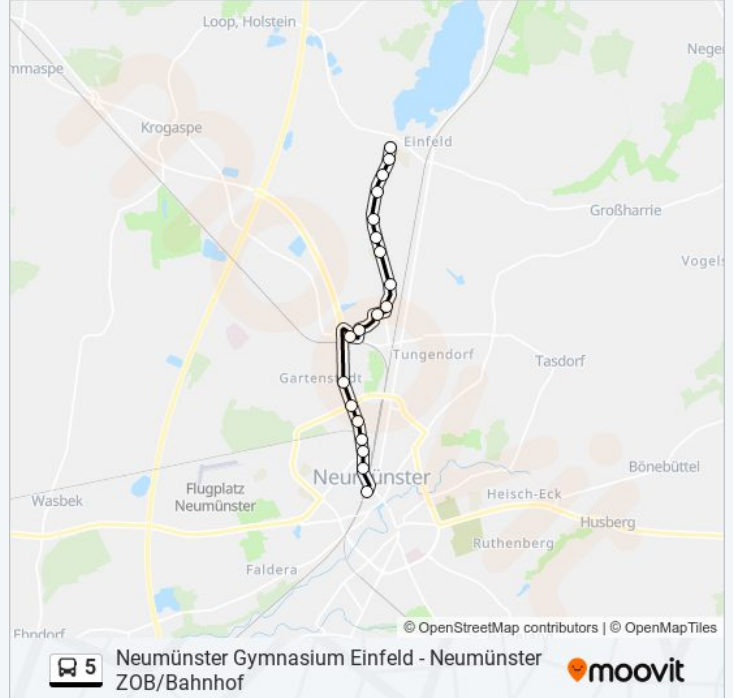 Loop, Holstein
Neger
mmaspe
Krogaspe
Einfeld
Großharrie
Vogels
Tungendorf
Tasdorf
Gartenstadt
Neumünster
Bönebüttel
Flugplatz
Neumünster
Heisch-Eck
Wasbek
Husberg
Ruthenberg
Faldera
Ehndorf
© OpenStreetMap contributors | © OpenMapTiles
5
Neumünster Gymnasium Einfeld - Neumünster
ZOB/Bahnhof
moovit